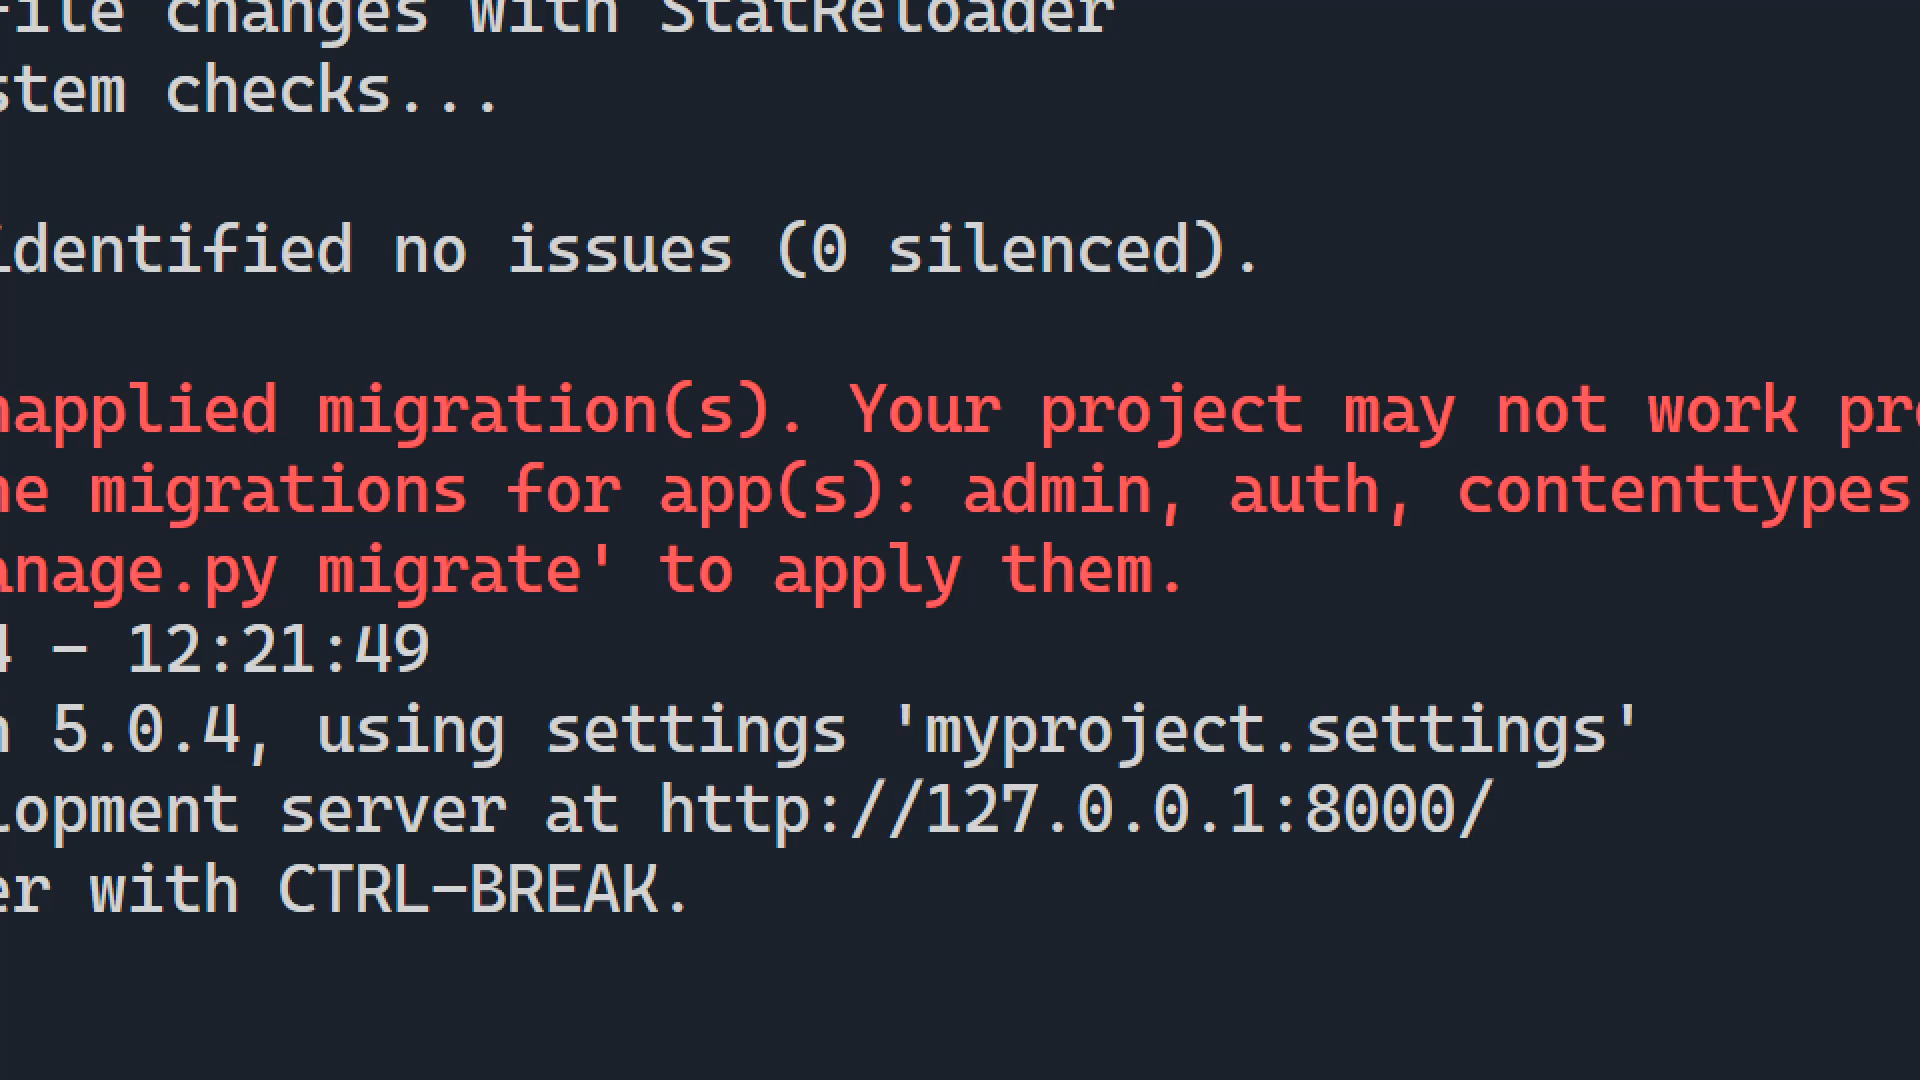 File changes with StatReloader
stem checks...
identified no issues (0 silenced).
napplied migration(s). Your project may not work pro
he migrations for app(s): admin, auth, contenttypes
anage.py migrate' to apply them.
4 - 12:21:49
n 5.0.4, using settings 'myproject.settings'
lopment server at http://127.0.0.1:8000/
er with CTRL-BREAK.